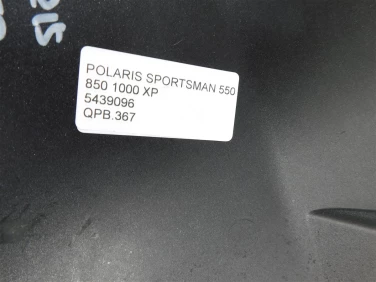 POLARIS SPORTSMAN 550
850 1000 XP
5439096
QPB.367